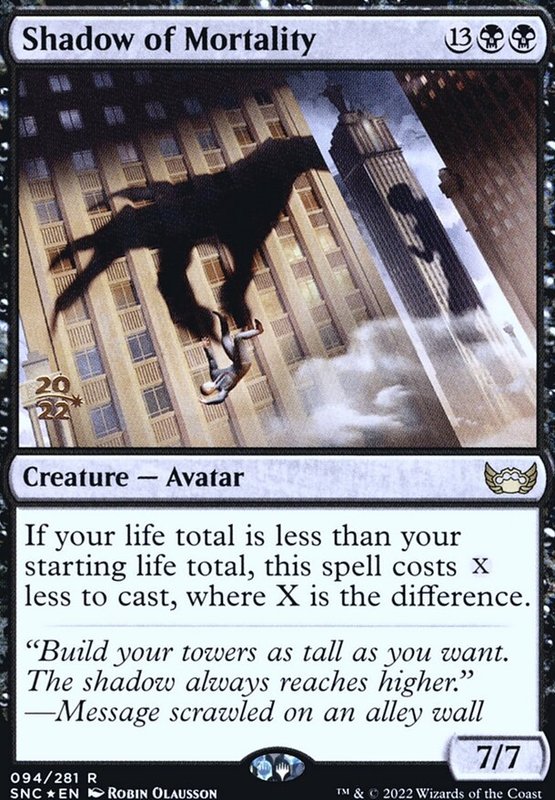 Shadow of Mortality 13
20
22
Creature — Avatar
If your life total is less than your
starting life total, this spell costs X
less to cast, where X is the difference.
“Build your towers as tall as you want.
The shadow always reaches higher.”
—Message scrawled on an alley wall
7/7
094/281 R
SNC ★ EN Robin Olausson
™ & © 2022 Wizards of the Coast